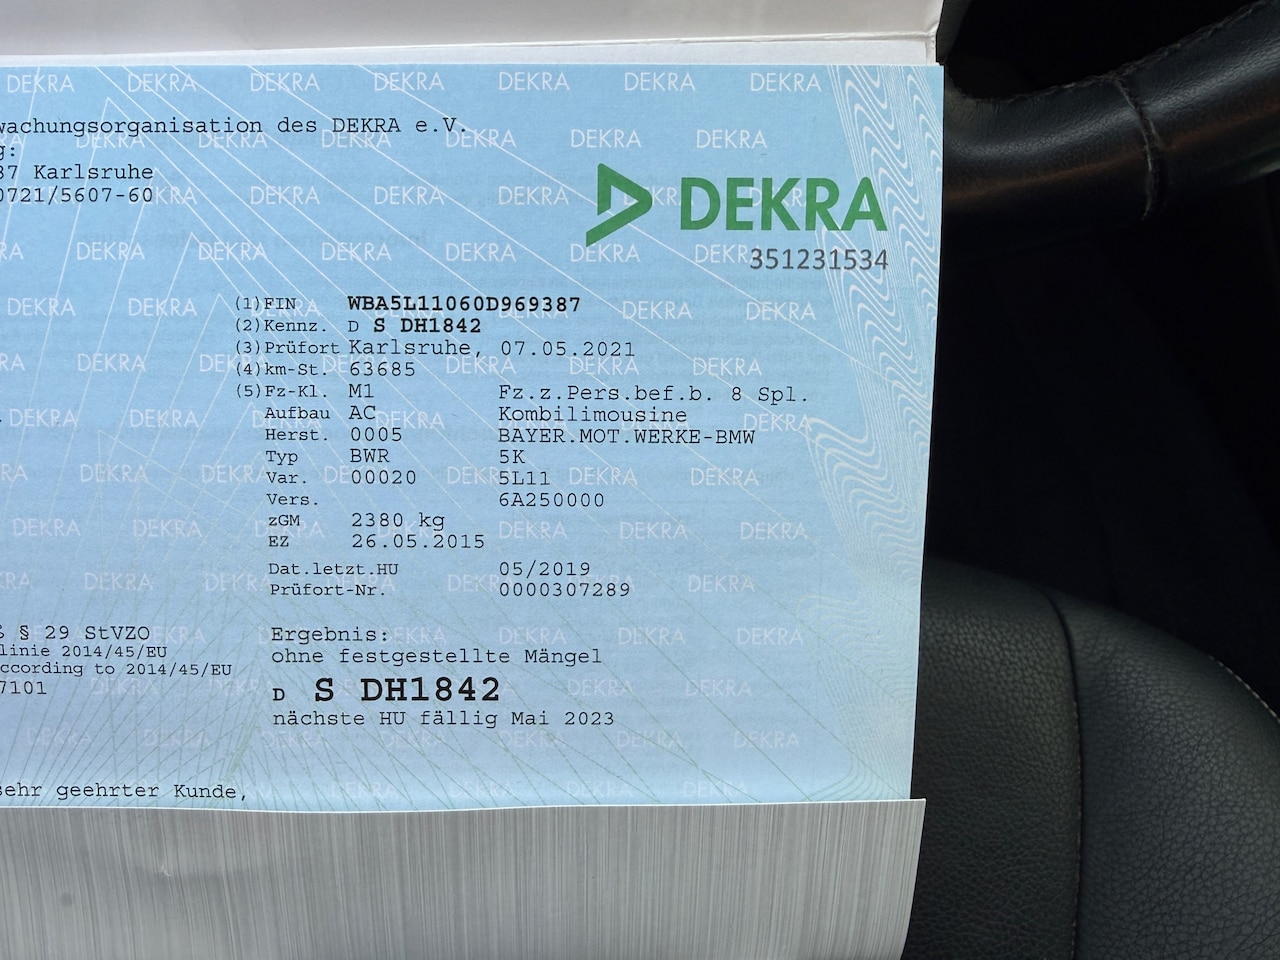 wachungsorganisation des DEKRA e.V.
g:
87 Karlsruhe
0721/5607-60
DEKRA
351231534
(1)FIN WBA5L11060D969387
(2)Kennz. D S DH1842
(3)Prüfort Karlsruhe, 07.05.2021
(4)km-St. 63685
(5)Fz-Kl. M1 Fz.z.Pers.bef.b. 8 Spl.
Aufbau AC Kombilimousine
Herst. 0005 BAYER.MOT.WERKE-BMW
Typ BWR 5K
Var. 00020 5L11
Vers. 6A250000
zGM 2380 kg
EZ 26.05.2015
Dat.letzt.HU 05/2019
Prüfort-Nr. 0000307289
§ 29 StVZO
linie 2014/45/EU
ccording to 2014/45/EU
7101
Ergebnis:
ohne festgestellte Mängel
D S DH1842
nächste HU fällig Mai 2023
sehr geehrter Kunde,